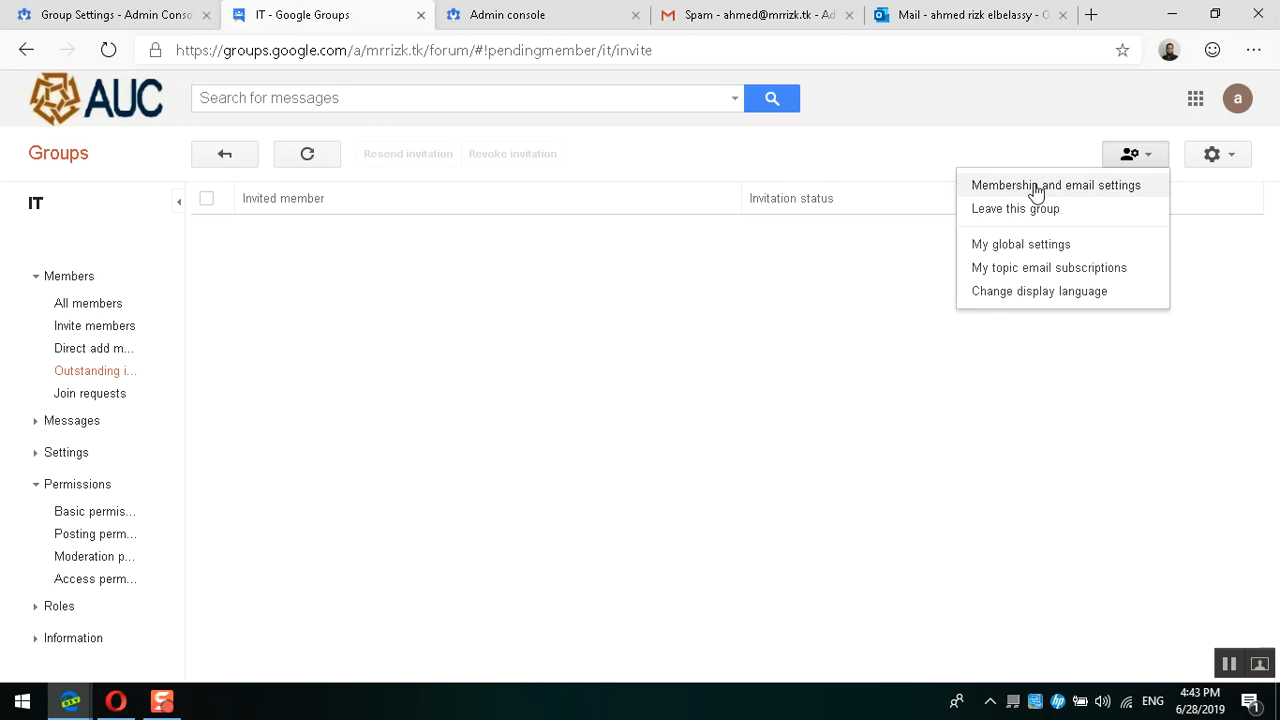 Group Settings - Admin Cons
IT - Google Groups
Admin console
Spam - ahmed@mrrizk.tk - Ad
Mail - ahmed rizk elbelassy - O
https://groups.google.com/a/mrrizk.tk/forum/#!pendingmember/it/invite
AUC
Search for messages
a
Groups
Resend invitation
Revoke invitation
IT
Invited member
Invitation status
Membership and email settings
Leave this group
My global settings
My topic email subscriptions
Change display language
Members
All members
Invite members
Direct add m...
Outstanding i...
Join requests
Messages
Settings
Permissions
Basic permis...
Posting perm...
Moderation p...
Access perm...
Roles
Information
ENG
4:43 PM
6/28/2019
1